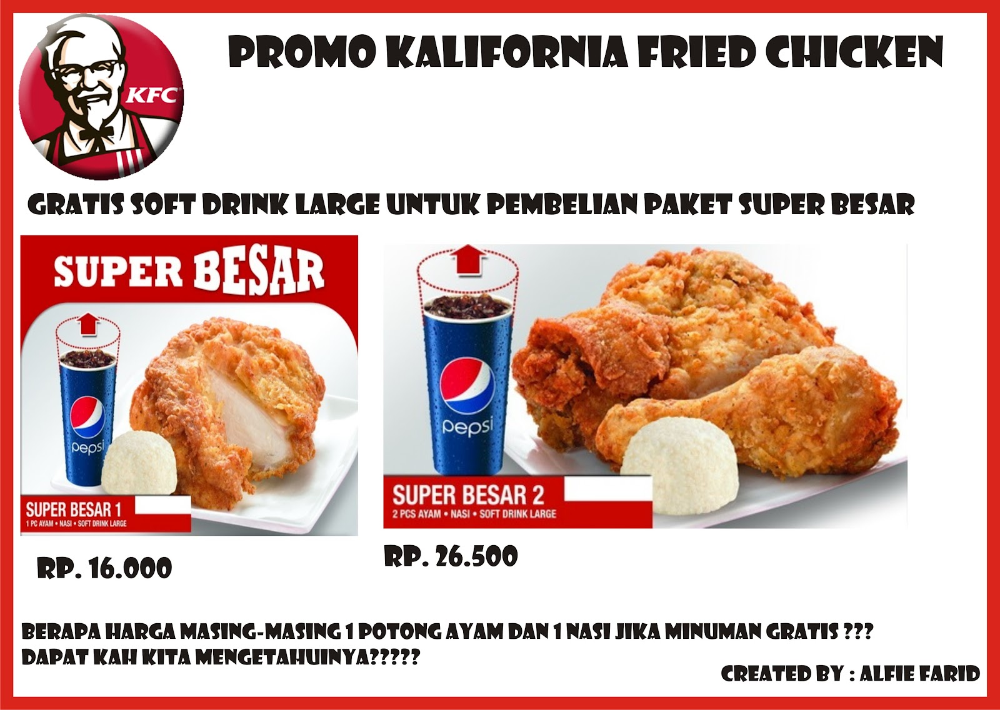 KFC
PROMO KALIFORNIA FRIED CHICKEN
GRATIS SOFT DRINK LARGE UNTUK PEMBELIAN PAKET SUPER BESAR
SUPER BESAR
pepsi
SUPER BESAR 1
1 PC AYAM • NASI • SOFT DRINK LARGE
RP. 16.000
pepsi
SUPER BESAR 2
2 PCS AYAM • NASI • SOFT DRINK LARGE
RP. 26.500
BERAPA HARGA MASING-MASING 1 POTONG AYAM DAN 1 NASI JIKA MINUMAN GRATIS ???
DAPAT KAH KITA MENGETAHUINYA?????
CREATED BY : ALFIE FARID